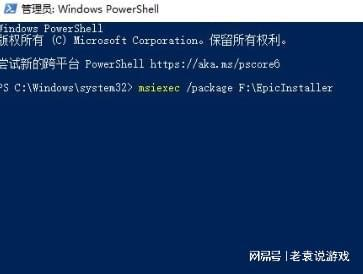 管理员: Windows PowerShell
Windows PowerShell
版权所有 (C) Microsoft Corporation。保留所有权利。
尝试新的跨平台 PowerShell https://aka.ms/pscore6
PS C:\Windows\system32> msiexec /package F:\EpicInstaller
网易号 | 老袁说游戏